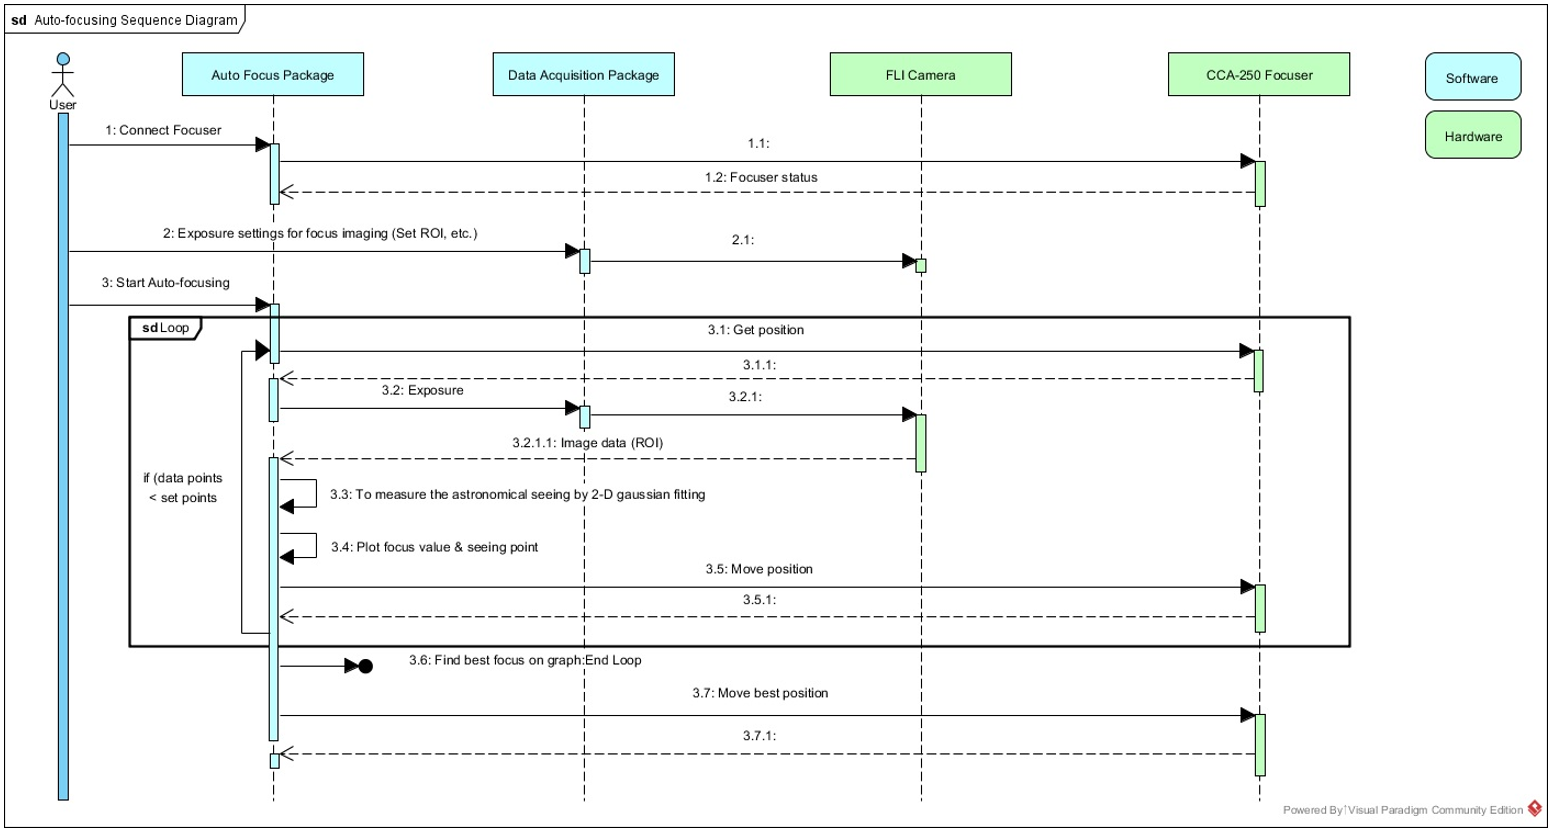 sd Auto-focusing Sequence Diagram
User
Auto Focus Package
Data Acquisition Package
FLI Camera
CCA-250 Focuser
Software
Hardware
1: Connect Focuser
1.1:
1.2: Focuser status
2: Exposure settings for focus imaging (Set ROI, etc.)
2.1:
3: Start Auto-focusing
sd Loop
3.1: Get position
3.1.1:
3.2: Exposure
3.2.1:
3.2.1.1: Image data (ROI)
if (data points
< set points
3.3: To measure the astronomical seeing by 2-D gaussian fitting
3.4: Plot focus value & seeing point
3.5: Move position
3.5.1:
3.6: Find best focus on graph:End Loop
3.7: Move best position
3.7.1:
Powered By Visual Paradigm Community Edition